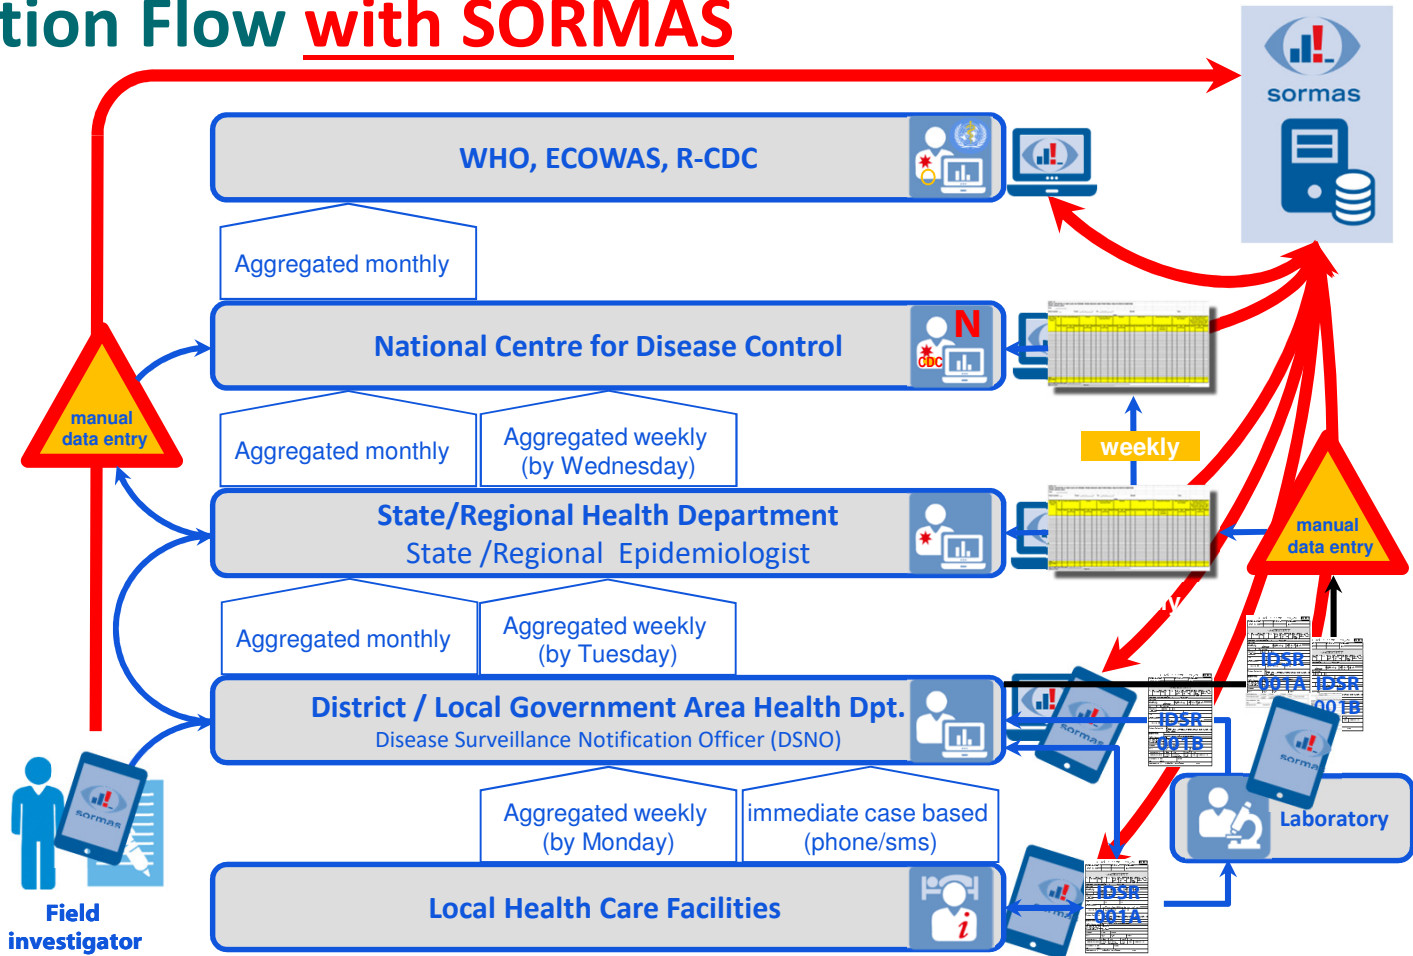 tion Flow with SORMAS
sormas
WHO, ECOWAS, R-CDC
Aggregated monthly
N
CDC
National Centre for Disease Control
manual
data entry
Aggregated monthly
Aggregated weekly
(by Wednesday)
weekly
State/Regional Health Department
State /Regional Epidemiologist
manual
data entry
Aggregated monthly
Aggregated weekly
(by Tuesday)
IDSR
001A
IDSR
001B
District / Local Government Area Health Dpt.
Disease Surveillance Notification Officer (DSNO)
sormas
IDSR
001B
sormas
Aggregated weekly
(by Monday)
immediate case based
(phone/sms)
Laboratory
sormas
Local Health Care Facilities
i
sormas
IDSR
001A
Field
investigator